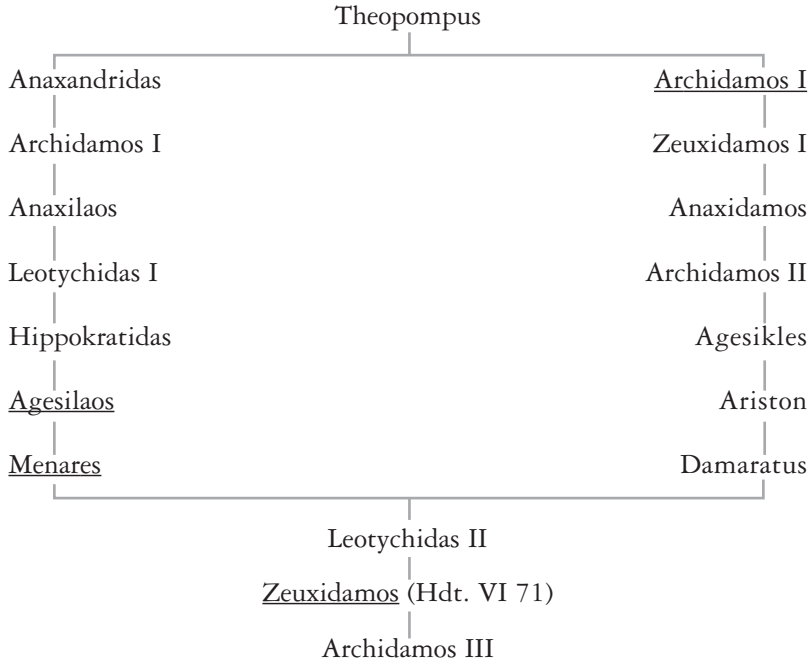 Theopompus
Anaxandridas Archidamos I
Archidamos I Zeuxidamos I
Anaxilaos Anaxidamos
Leotychidas I Archidamos II
Hippokratidas Agesikles
Agesilaos Ariston
Menares Damaratus
Leotychidas II
Zeuxidamos (Hdt. VI 71)
Archidamos III